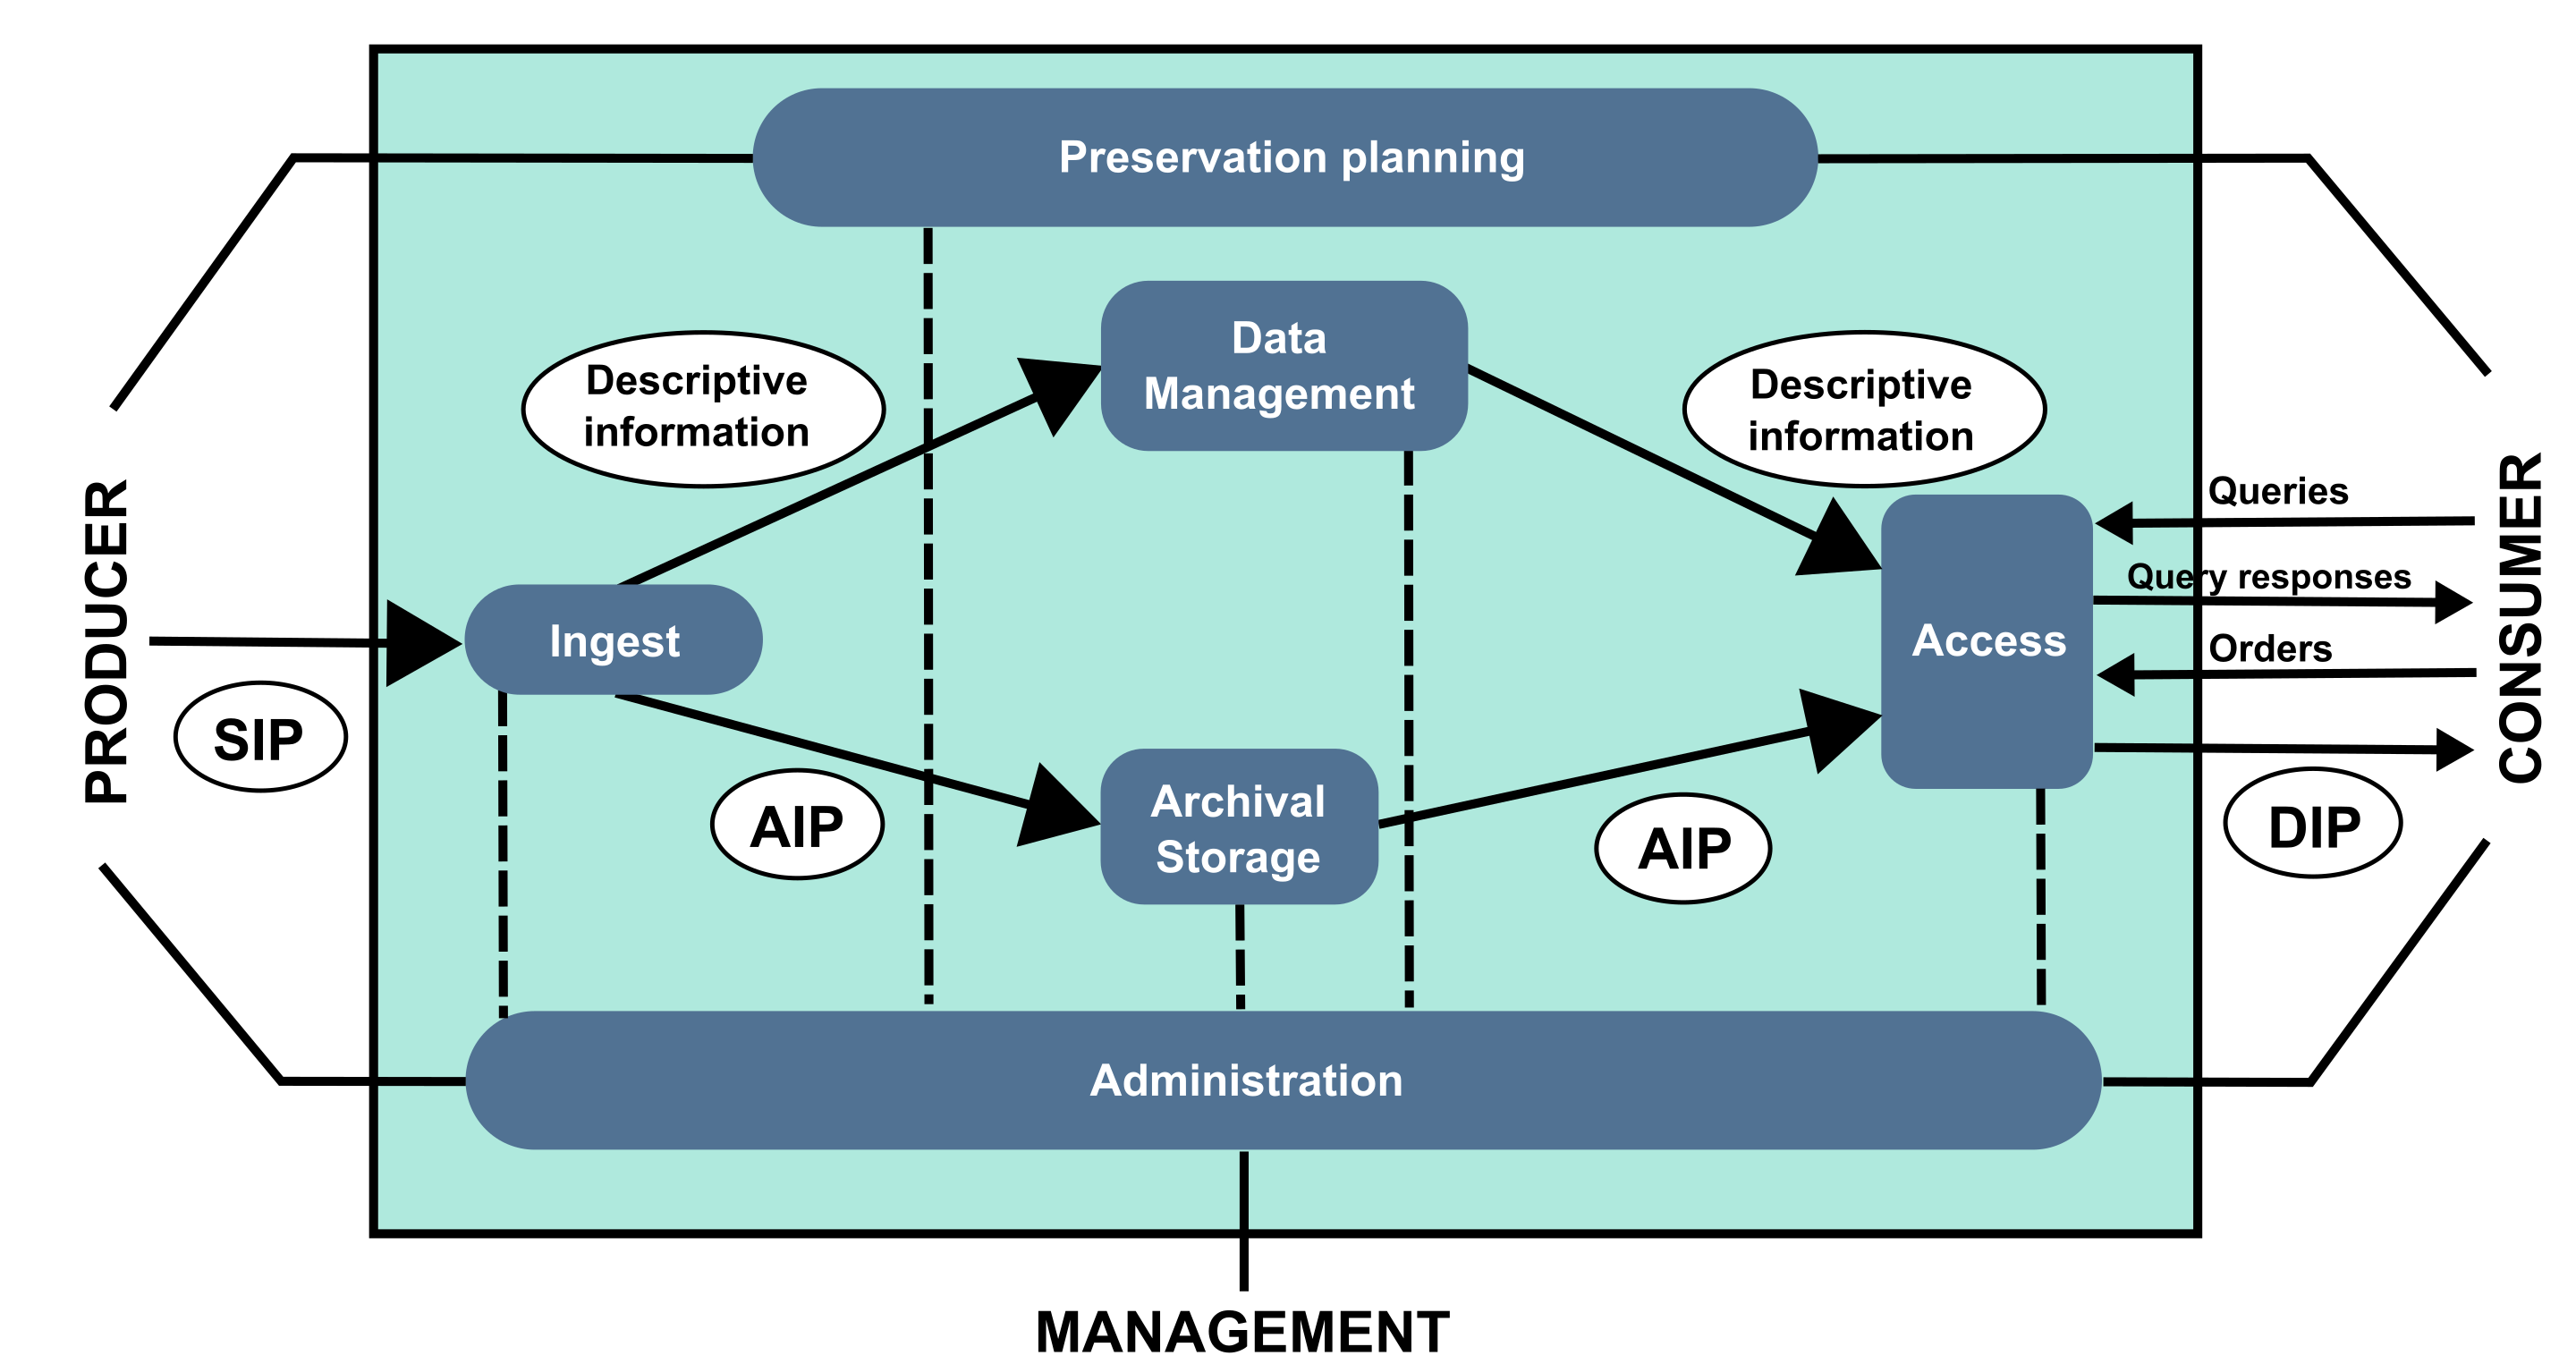 Preservation planning
Data
Management
Descriptive
information
Descriptive
information
PRODUCER
SIP
Ingest
AIP
Archival
Storage
AIP
Access
Queries
Query responses
Orders
DIP
CONSUMER
Administration
MANAGEMENT